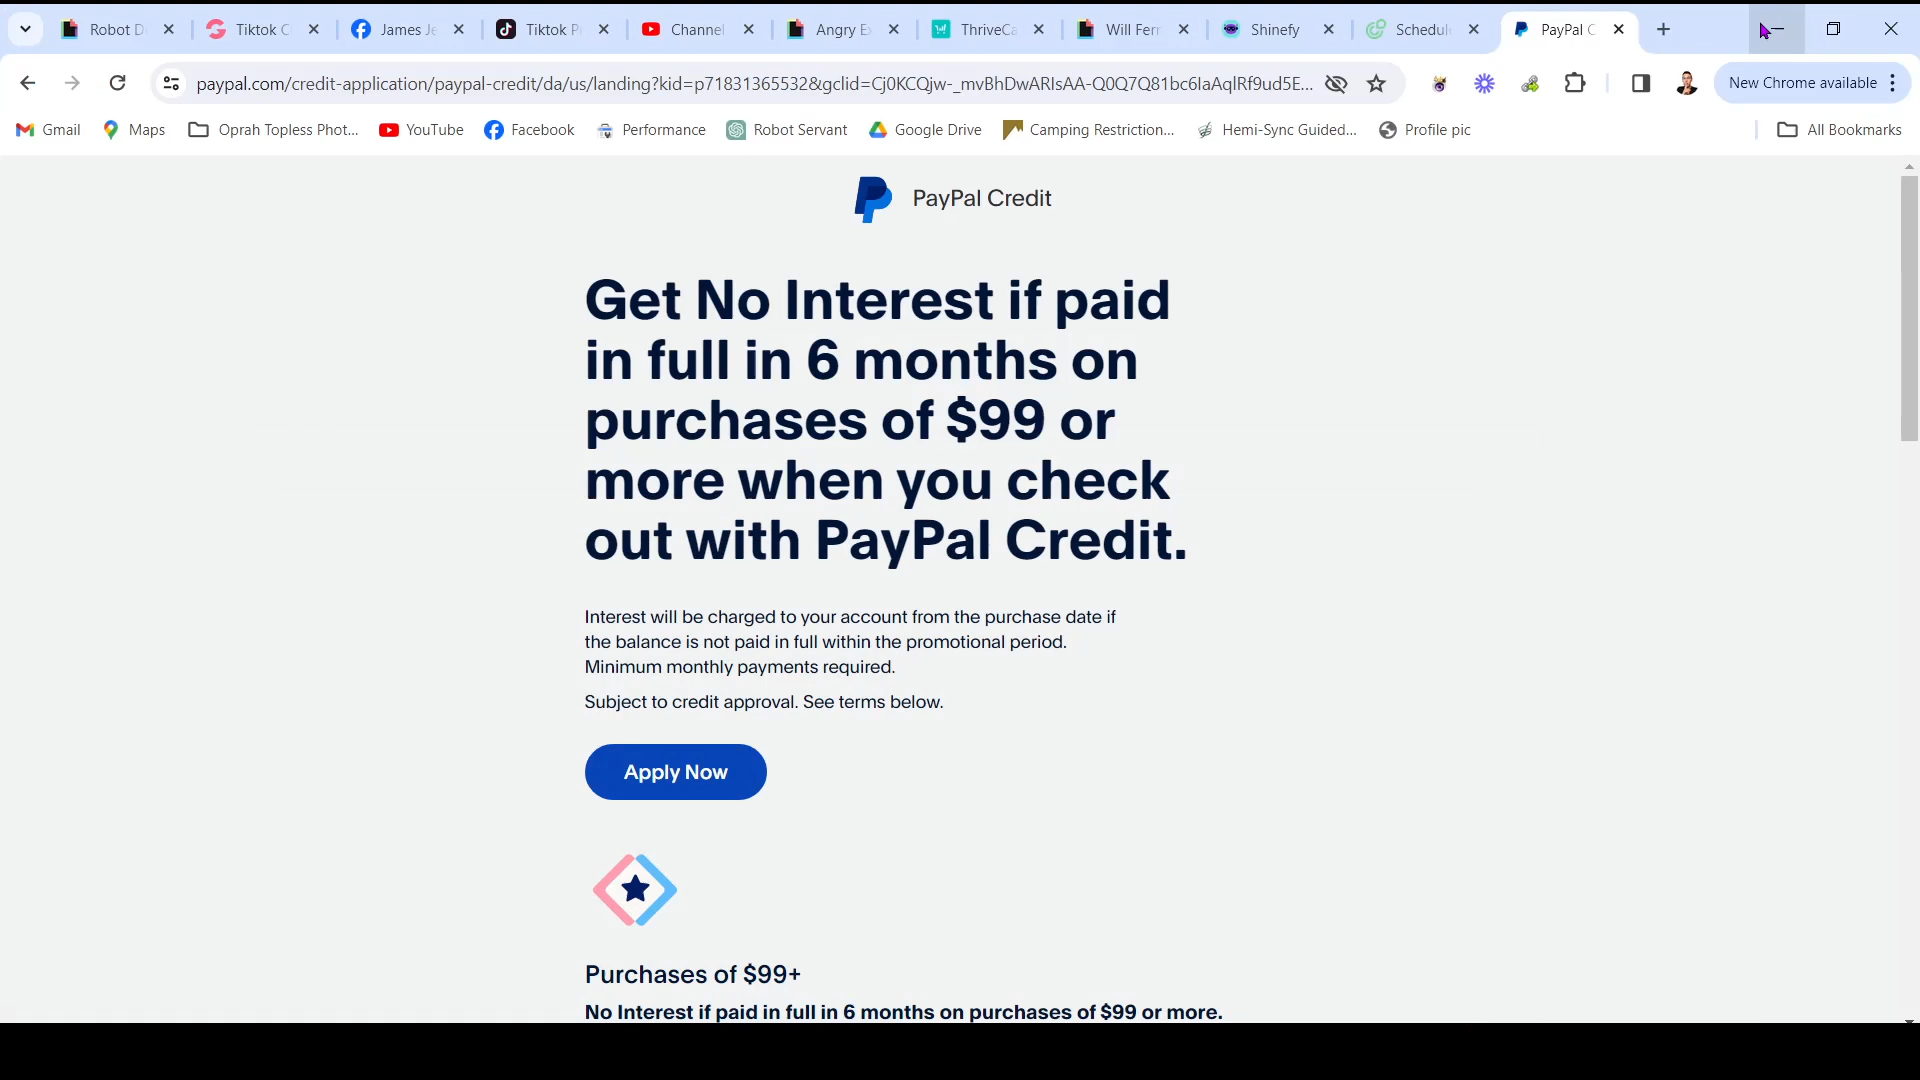 Robot D
Tiktok C
James Je
Tiktok P
Channel
Angry E
ThriveCa
Will Ferr
Shinefy
Schedul
PayPal C
paypal.com/credit-application/paypal-credit/da/us/landing?kid=p71831365532&gclid=Cj0KCQjw-_mvBhDwARIsAA-Q0Q7Q81bc6IaAqIRf9ud5E...
New Chrome available
Gmail
Maps
Oprah Topless Phot...
YouTube
Facebook
Performance
Robot Servant
Google Drive
Camping Restriction...
Hemi-Sync Guided...
Profile pic
All Bookmarks
PayPal Credit
Get No Interest if paid
in full in 6 months on
purchases of $99 or
more when you check
out with PayPal Credit.
Interest will be charged to your account from the purchase date if
the balance is not paid in full within the promotional period.
Minimum monthly payments required.
Subject to credit approval. See terms below.
Apply Now
Purchases of $99+
No Interest if paid in full in 6 months on purchases of $99 or more.